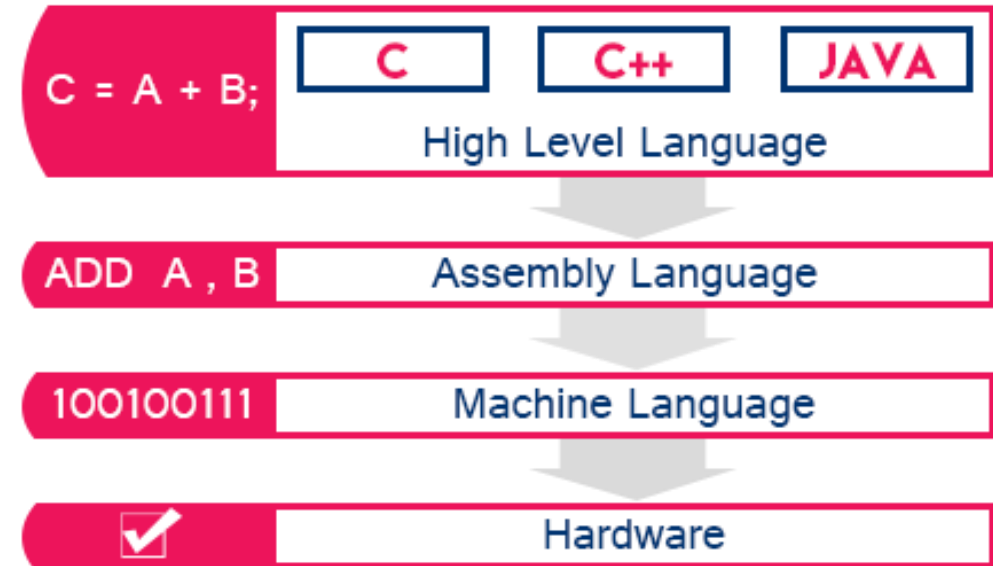 C = A + B;
C
C++
JAVA
High Level Language
ADD A , B
Assembly Language
100100111
Machine Language
Hardware